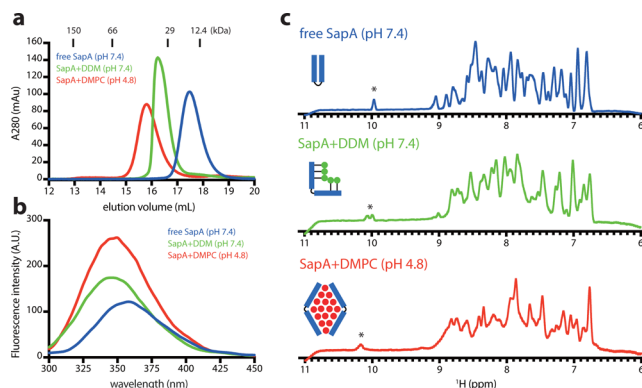 a
150 66 29 12.4 (kDa)
free SapA (pH 7.4)
SapA+DDM (pH 7.4)
SapA+DMPC (pH 4.8)
A280 (mAu)
160
140
120
100
80
60
40
20
0
12 13 14 15 16 17 18 19 20
elution volume (mL)
b
free SapA (pH 7.4)
SapA+DDM (pH 7.4)
SapA+DMPC (pH 4.8)
Fluorescence intensity (A.U.)
300
200
100
0
300 350 400 450
wavelength (nm)
c
free SapA (pH 7.4)
*
11 10 9 8 7 6
SapA+DDM (pH 7.4)
*
11 10 9 8 7 6
SapA+DMPC (pH 4.8)
*
11 10 9 8 7 6
¹H (ppm)